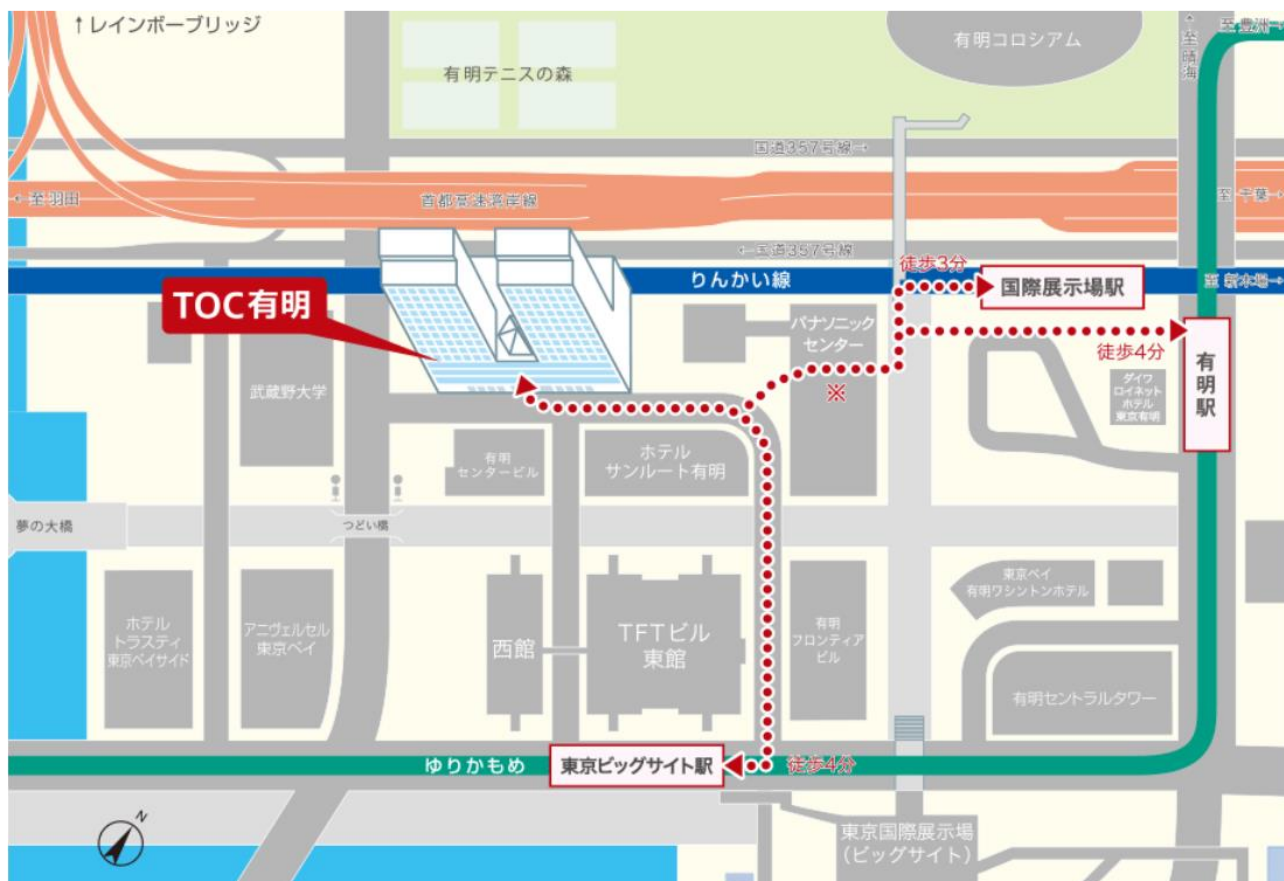 ↑レインボーブリッジ
有明テニスの森
有明コロシアム
↑至晴海
至 豊洲→
国道357号線→
←至羽田
首都高速湾岸線
至 千葉→
←国道357号線
りんかい線
徒歩3分
国際展示場駅
至 新木場→
TOC有明
パナソニック
センター
徒歩4分
有明駅
※
ダイワ
ロイネット
ホテル
東京有明
武蔵野大学
有明
センタービル
ホテル
サンルート有明
夢の大橋
つどい橋
ホテル
トラスティ
東京ベイサイド
アニヴェルセル
東京ベイ
西館
TFTビル
東館
有明
フロンティア
ビル
東京ベイ
有明ワシントンホテル
有明セントラルタワー
ゆりかもめ
東京ビッグサイト駅
徒歩4分
N
東京国際展示場
(ビッグサイト)